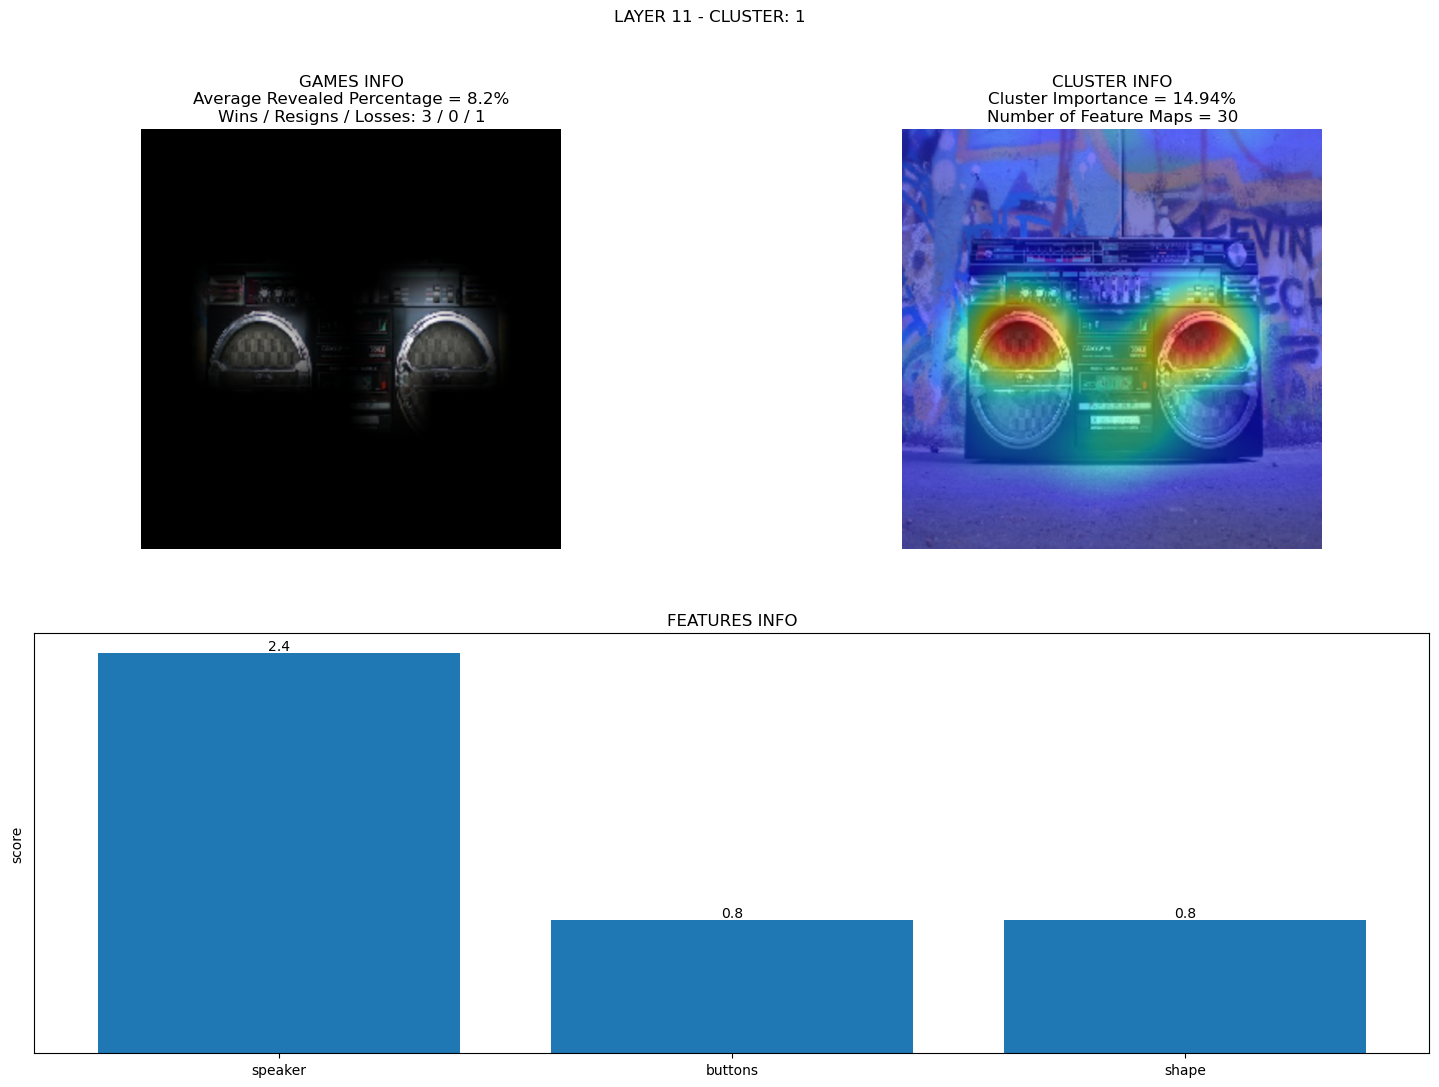 LAYER 11 - CLUSTER: 1
GAMES INFO
Average Revealed Percentage = 8.2%
Wins / Resigns / Losses: 3 / 0 / 1
CLUSTER INFO
Cluster Importance = 14.94%
Number of Feature Maps = 30
EVIN
ECH
FEATURES INFO
score
2.4
0.8
0.8
speaker
buttons
shape